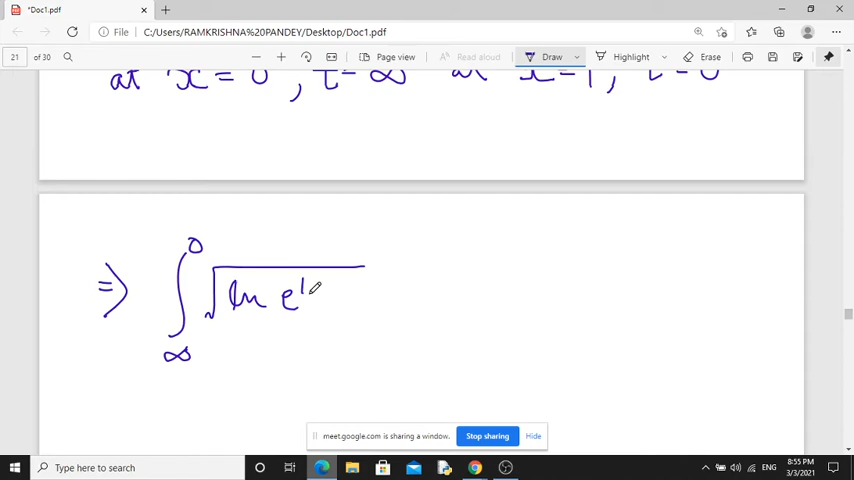 *Doc1.pdf
File C:/Users/RAMKRISHNA%20PANDEY/Desktop/Doc1.pdf
21 of 30 Page view Read aloud Draw Highlight Erase
at x = 0, t = ∞ at x = 1, t = 0
⇒ ∫ ∞ 0 √ ln e
meet.google.com is sharing a window. Stop sharing Hide
Type here to search
ENG
8:55 PM
3/3/2021